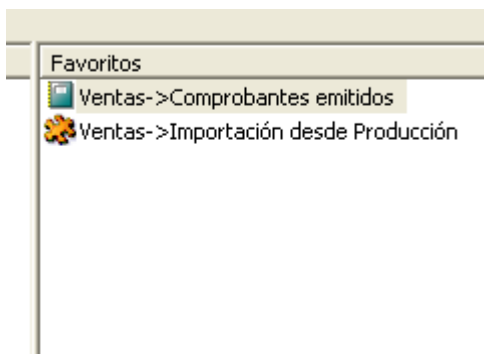 Favoritos
Ventas->Comprobantes emitidos
Ventas->Importación desde Producción